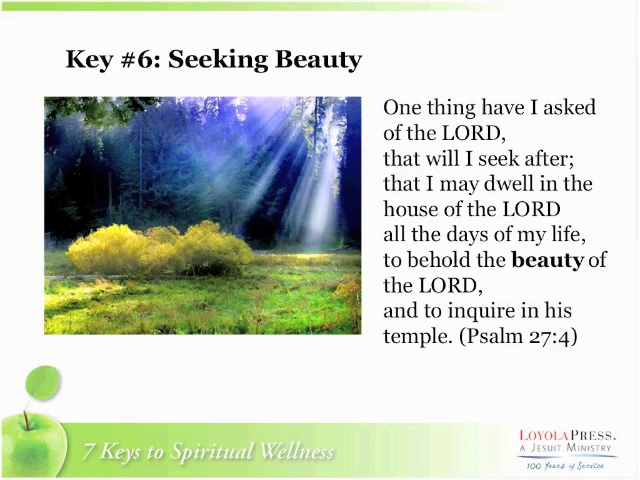 Key #6: Seeking Beauty
One thing have I asked
of the LORD,
that will I seek after;
that I may dwell in the
house of the LORD
all the days of my life,
to behold the beauty of
the LORD,
and to inquire in his
temple. (Psalm 27:4)
7 Keys to Spiritual Wellness
LOYOLAPRESS.
A JESUIT MINISTRY
100 Years of Service